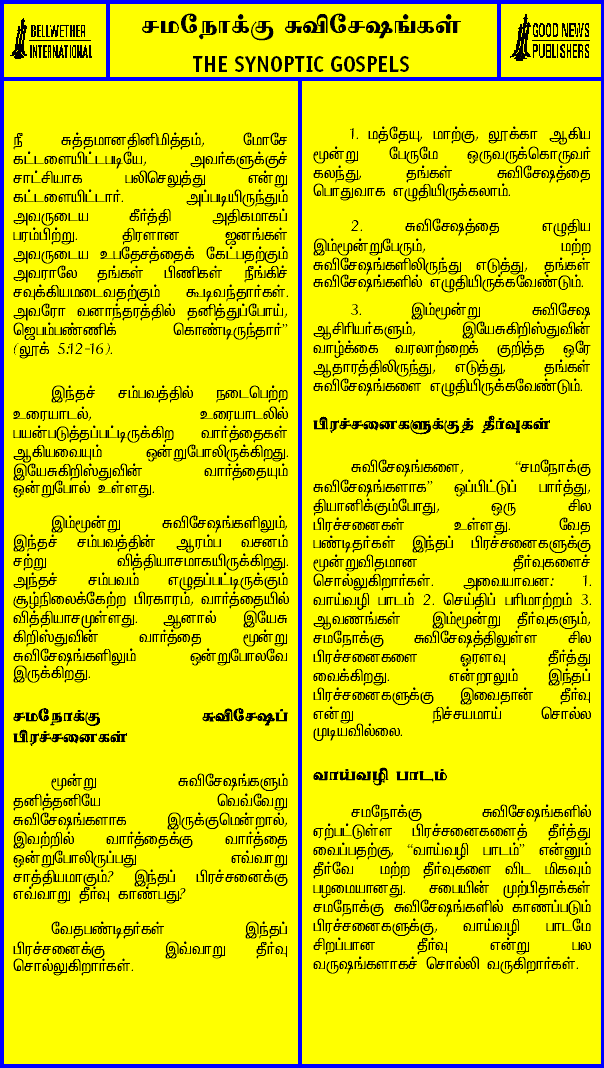 BELLWETHER
INTERNATIONAL
சமநோக்கு சுவிசேஷங்கள்
THE SYNOPTIC GOSPELS
GOOD NEWS
PUBLISHERS
நீ சுத்தமானதினிமித்தம், மோசே
கட்டளையிட்டபடியே, அவர்களுக்குச்
சாட்சியாக பலிசெலுத்து என்று
கட்டளையிட்டார். அப்படியிருந்தும்
அவருடைய கீர்த்தி அதிகமாகப்
பரம்பிற்று. திரளான ஜனங்கள்
அவருடைய உபதேசத்தைக் கேட்பதற்கும்
அவராலே தங்கள் பிணிகள் நீங்கிச்
சவுக்கியமடைவதற்கும் கூடிவந்தார்கள்.
அவரோ வனாந்தரத்தில் தனித்துப்போய்,
ஜெபம்பண்ணிக் கொண்டிருந்தார்"
(லூக் 5:12-16).
இந்தச் சம்பவத்தில் நடைபெற்ற
உரையாடல், உரையாடலில்
பயன்படுத்தப்பட்டிருக்கிற வார்த்தைகள்
ஆகியவையும் ஒன்றுபோலிருக்கிறது.
இயேசுகிறிஸ்துவின் வார்த்தையும்
ஒன்றுபோல் உள்ளது.
இம்மூன்று சுவிசேஷங்களிலும்,
இந்தச் சம்பவத்தின் ஆரம்ப வசனம்
சற்று வித்தியாசமாகயிருக்கிறது.
அந்தச் சம்பவம் எழுதப்பட்டிருக்கும்
சூழ்நிலைக்கேற்ற பிரகாரம், வார்த்தையில்
வித்தியாசமுள்ளது. ஆனால் இயேசு
கிறிஸ்துவின் வார்த்தை மூன்று
சுவிசேஷங்களிலும் ஒன்றுபோலவே
இருக்கிறது.
சமநோக்கு சுவிசேஷப்
பிரச்சனைகள்
மூன்று சுவிசேஷங்களும்
தனித்தனியே வெவ்வேறு
சுவிசேஷங்களாக இருக்குமென்றால்,
இவற்றில் வார்த்தைக்கு வார்த்தை
ஒன்றுபோலிருப்பது எவ்வாறு
சாத்தியமாகும்? இந்தப் பிரச்சனைக்கு
எவ்வாறு தீர்வு காண்பது?
வேதபண்டிதர்கள் இந்தப்
பிரச்சனைக்கு இவ்வாறு தீர்வு
சொல்லுகிறார்கள்.
1. மத்தேயு, மாற்கு, லூக்கா ஆகிய
மூன்று பேருமே ஒருவருக்கொருவர்
கலந்து, தங்கள் சுவிசேஷத்தை
பொதுவாக எழுதியிருக்கலாம்.
2. சுவிசேஷத்தை எழுதிய
இம்மூன்றுபேரும், மற்ற
சுவிசேஷங்களிலிருந்து எடுத்து, தங்கள்
சுவிசேஷங்களில் எழுதியிருக்கவேண்டும்.
3. இம்மூன்று சுவிசேஷ
ஆசிரியர்களும், இயேசுகிறிஸ்துவின்
வாழ்க்கை வரலாற்றைக் குறித்த ஒரே
ஆதாரத்திலிருந்து, எடுத்து, தங்கள்
சுவிசேஷங்களை எழுதியிருக்கவேண்டும்.
பிரச்சனைகளுக்குத் தீர்வுகள்
சுவிசேஷங்களை, "சமநோக்கு
சுவிசேஷங்களாக" ஒப்பிட்டுப் பார்த்து,
தியானிக்கும்போது, ஒரு சில
பிரச்சனைகள் உள்ளது. வேத
பண்டிதர்கள் இந்தப் பிரச்சனைகளுக்கு
மூன்றுவிதமான தீர்வுகளைச்
சொல்லுகிறார்கள். அவையாவன: 1.
வாய்வழி பாடம் 2. செய்திப் பரிமாற்றம் 3.
ஆவணங்கள் இம்மூன்று தீர்வுகளும்,
சமநோக்கு சுவிசேஷத்திலுள்ள சில
பிரச்சனைகளை ஓரளவு தீர்த்து
வைக்கிறது. என்றாலும் இந்தப்
பிரச்சனைகளுக்கு இவைதான் தீர்வு
என்று நிச்சயமாய் சொல்ல
முடியவில்லை.
வாய்வழி பாடம்
சமநோக்கு சுவிசேஷங்களில்
ஏற்பட்டுள்ள பிரச்சனைகளைத் தீர்த்து
வைப்பதற்கு, "வாய்வழி பாடம்" என்னும்
தீர்வே மற்ற தீர்வுகளை விட மிகவும்
பழமையானது. சபையின் முற்பிதாக்கள்
சமநோக்கு சுவிசேஷங்களில் காணப்படும்
பிரச்சனைகளுக்கு, வாய்வழி பாடமே
சிறப்பான தீர்வு என்று பல
வருஷங்களாகச் சொல்லி வருகிறார்கள்.